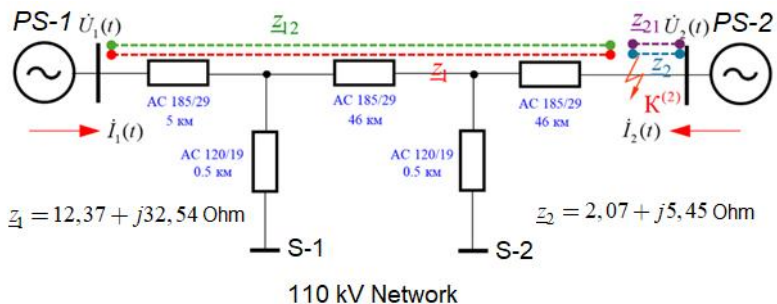 PS-1 U̇₁(t) z₁₂ z₂₁ U̇₂(t) PS-2
z₁ z₂
AC 185/29
5 км
AC 185/29
46 км
AC 185/29
46 км
К⁽²⁾
İ₁(t)
İ₂(t)
AC 120/19
0.5 км
AC 120/19
0.5 км
z₁ = 12,37 + j32,54 Ohm
z₂ = 2,07 + j5,45 Ohm
S-1
S-2
110 kV Network